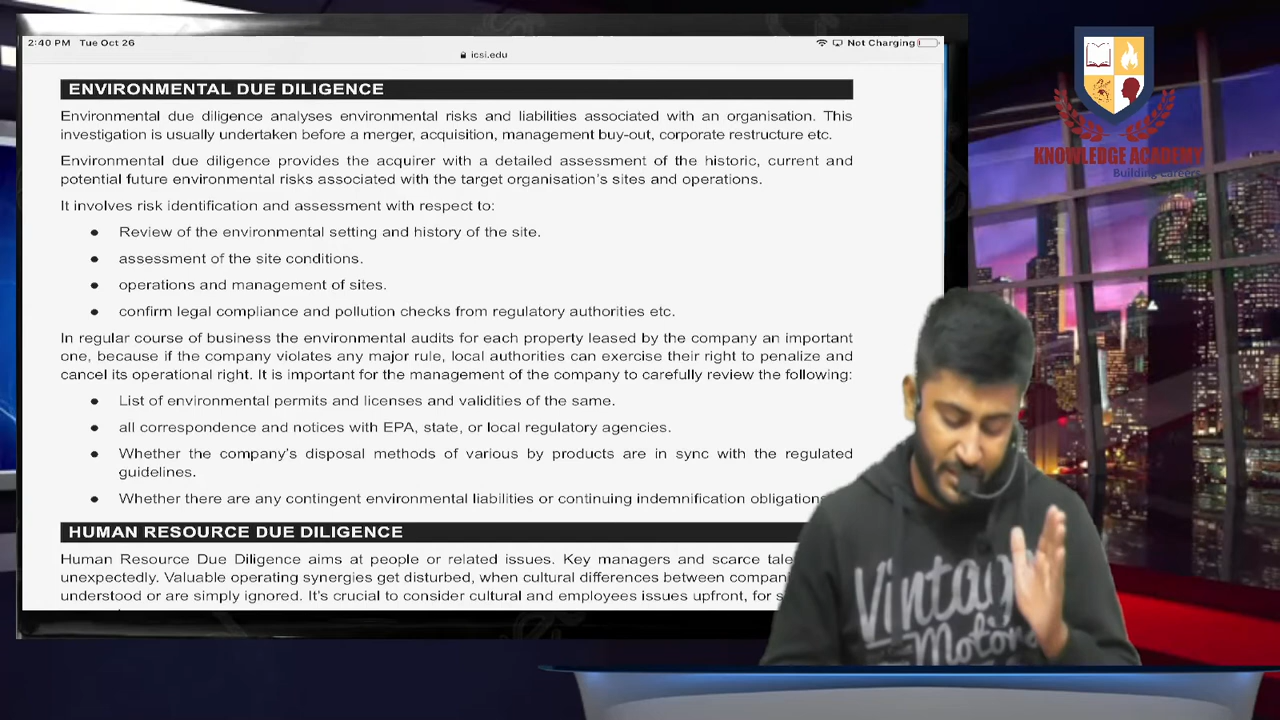 2:40 PM Tue Oct 26
Not Charging
icsi.edu
ENVIRONMENTAL DUE DILIGENCE
Environmental due diligence analyses environmental risks and liabilities associated with an organisation. This
investigation is usually undertaken before a merger, acquisition, management buy-out, corporate restructure etc.
Environmental due diligence provides the acquirer with a detailed assessment of the historic, current and
potential future environmental risks associated with the target organisation's sites and operations.
It involves risk identification and assessment with respect to:
● Review of the environmental setting and history of the site.
● assessment of the site conditions.
● operations and management of sites.
● confirm legal compliance and pollution checks from regulatory authorities etc.
In regular course of business the environmental audits for each property leased by the company an important
one, because if the company violates any major rule, local authorities can exercise their right to penalize and
cancel its operational right. It is important for the management of the company to carefully review the following:
● List of environmental permits and licenses and validities of the same.
● all correspondence and notices with EPA, state, or local regulatory agencies.
● Whether the company's disposal methods of various by products are in sync with the regulated
guidelines.
● Whether there are any contingent environmental liabilities or continuing indemnification
HUMAN RESOURCE DUE DILIGENCE
Human Resource Due Diligence aims at people or related issues. Key managers and scarce
unexpectedly. Valuable operating synergies get disturbed, when cultural differences between
understood or are simply ignored. It's crucial to consider cultural and employees issues upfront, for
KNOWLEDGE ACADEMY
Building Careers
Vintage
Motors